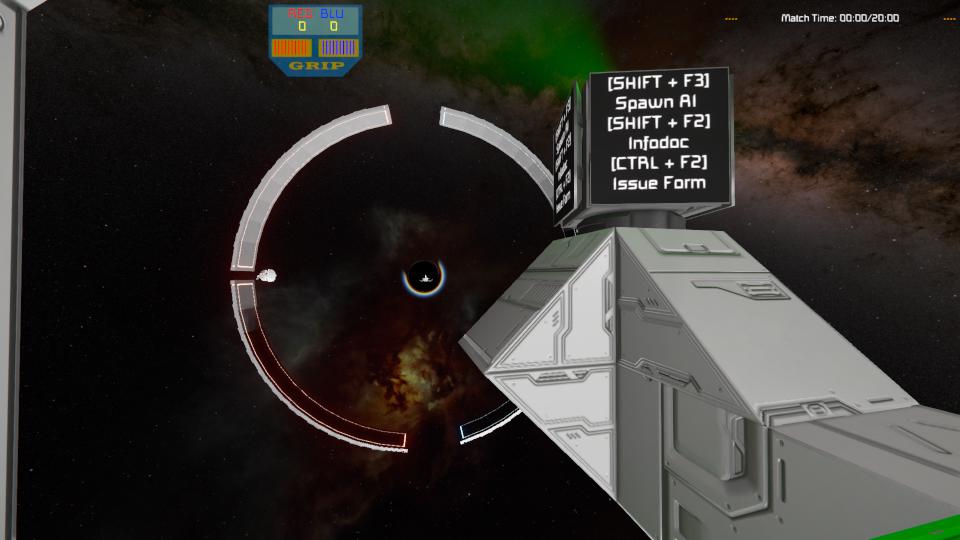 RED BLU
0 0
GRIP
Match Time: 00:00/20:00
[SHIFT + F3]
Spawn AI
[SHIFT + F2]
Infodoc
[CTRL + F2]
Issue Form